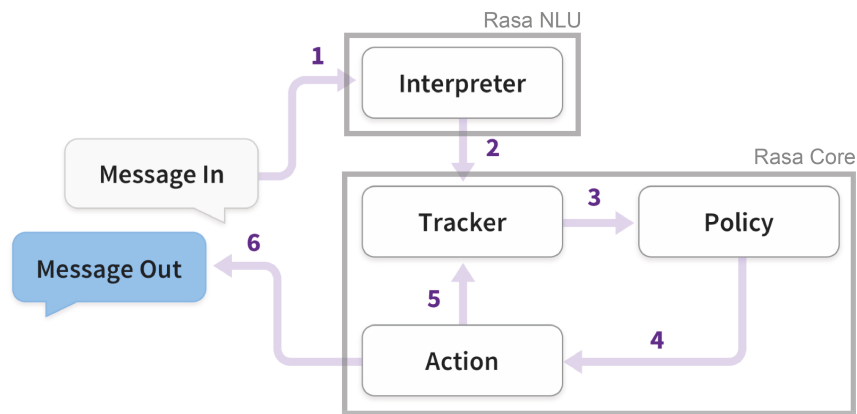 Rasa NLU
1
Interpreter
2
Rasa Core
Message In
Tracker
3
Policy
6
Message Out
5
4
Action